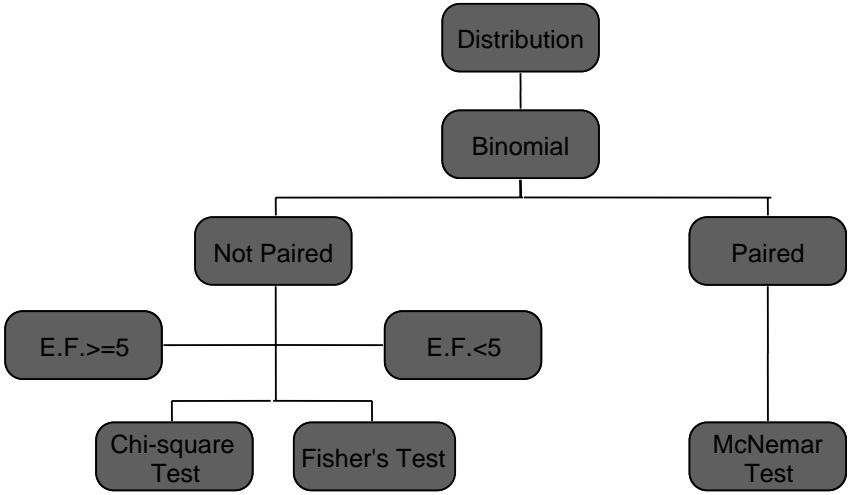 Distribution
Binomial
Not Paired
Paired
E.F.>=5
E.F.<5
Chi-square
Test
Fisher's Test
McNemar
Test